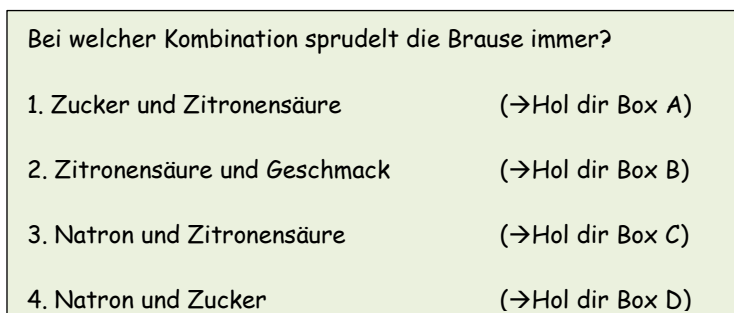 Bei welcher Kombination sprudelt die Brause immer?
1. Zucker und Zitronensäure (→Hol dir Box A)
2. Zitronensäure und Geschmack (→Hol dir Box B)
3. Natron und Zitronensäure (→Hol dir Box C)
4. Natron und Zucker (→Hol dir Box D)